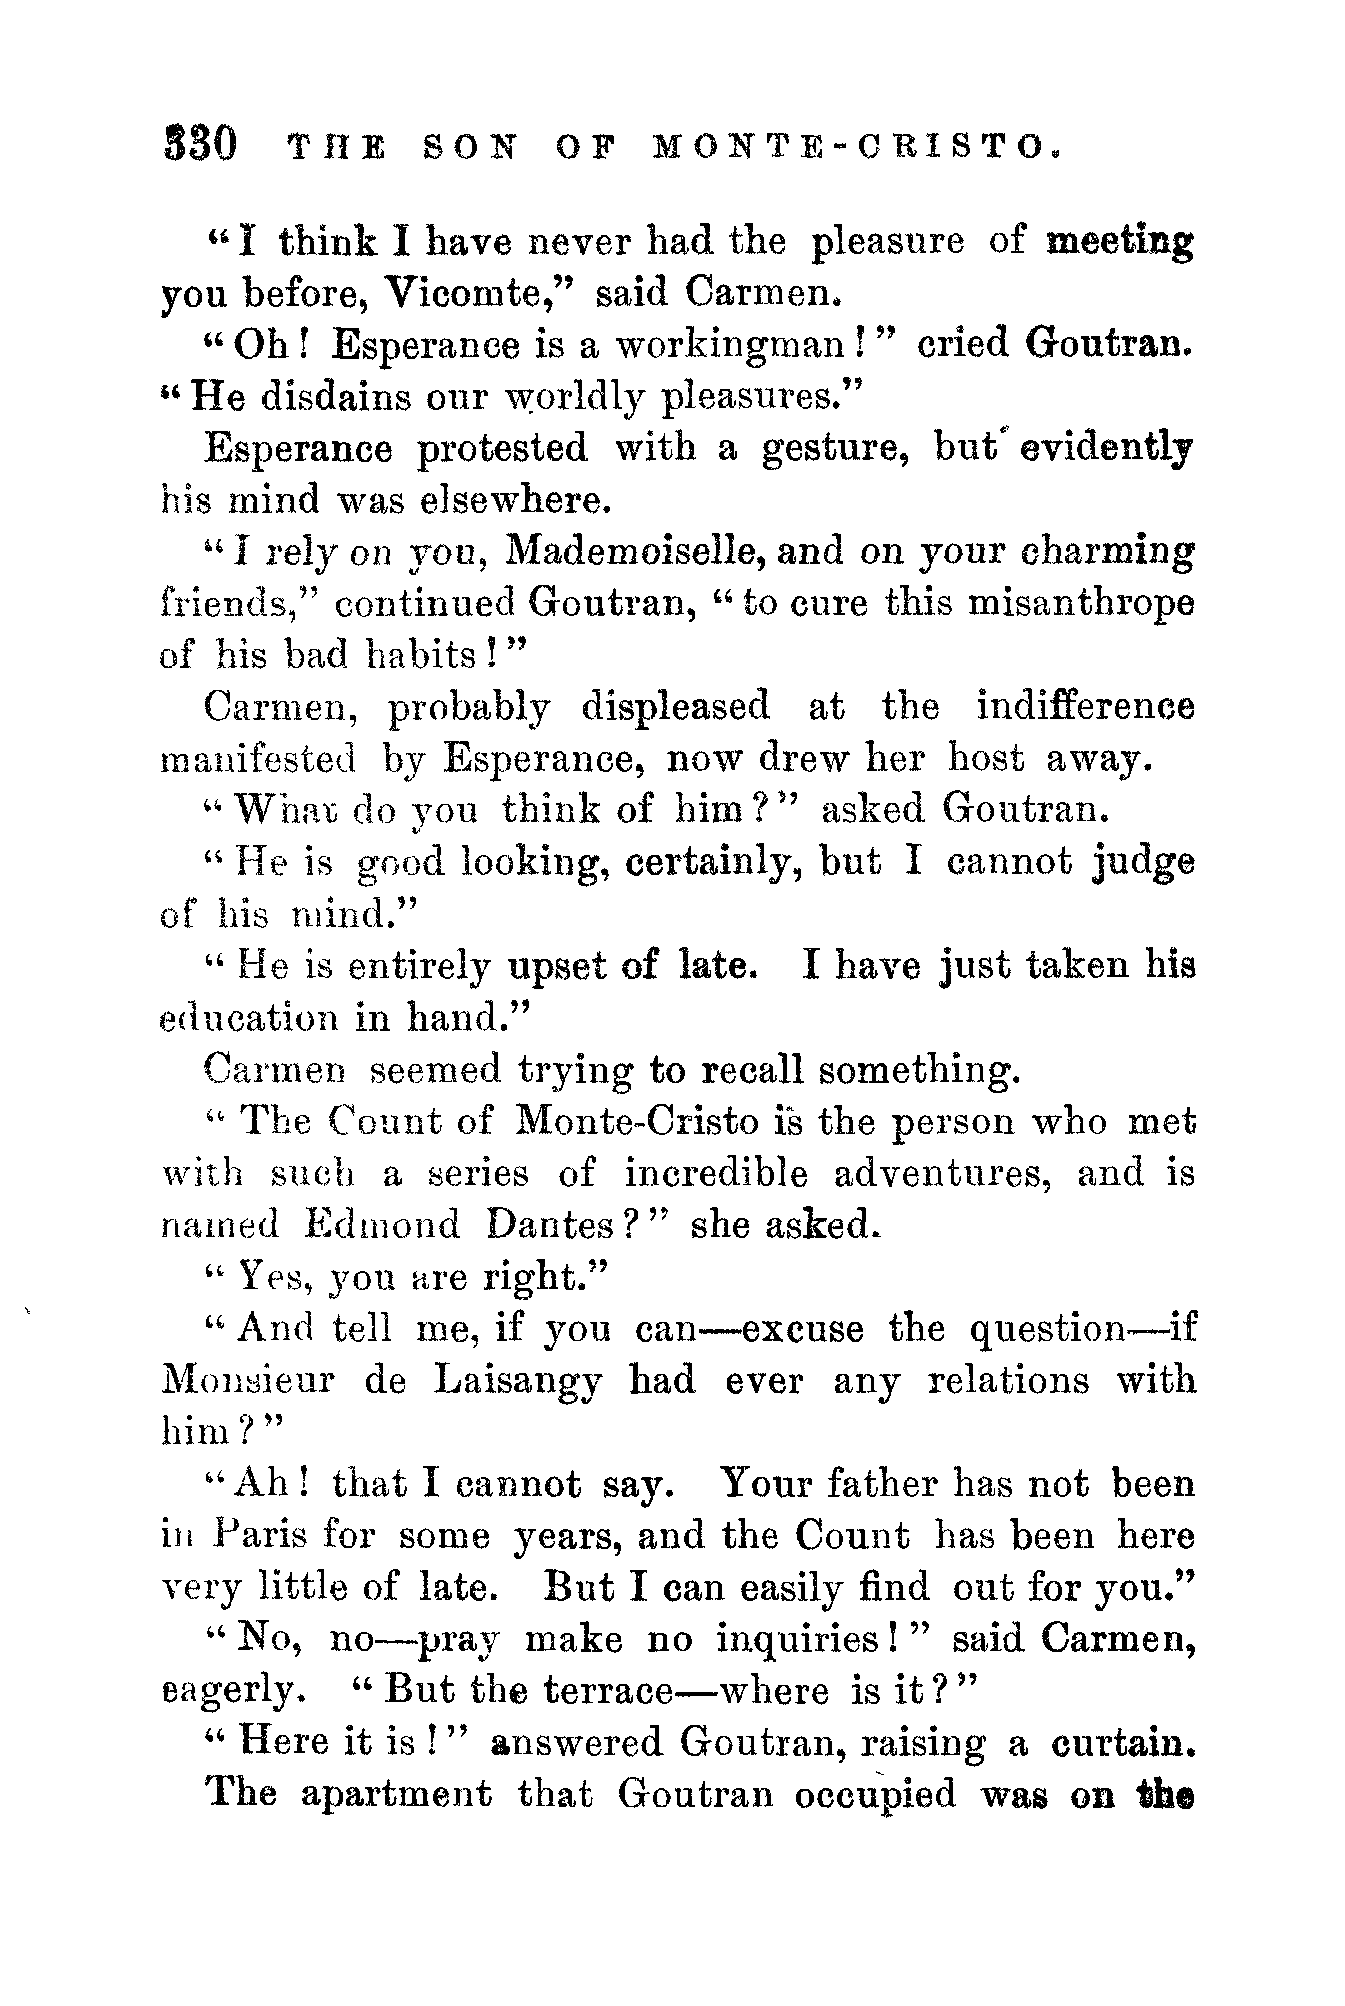 330 THE SON OF MONTE-CRISTO.
"I think I have never had the pleasure of meeting
you before, Vicomte," said Carmen.
"Oh! Esperance is a workingman!" cried Goutran.
"He disdains our worldly pleasures."
Esperance protested with a gesture, but evidently
his mind was elsewhere.
"I rely on you, Mademoiselle, and on your charming
friends," continued Goutran, "to cure this misanthrope
of his bad habits!"
Carmen, probably displeased at the indifference
manifested by Esperance, now drew her host away.
"What do you think of him?" asked Goutran.
"He is good looking, certainly, but I cannot judge
of his mind."
"He is entirely upset of late. I have just taken his
education in hand."
Carmen seemed trying to recall something.
"The Count of Monte-Cristo is the person who met
with such a series of incredible adventures, and is
named Edmond Dantes?" she asked.
"Yes, you are right."
"And tell me, if you can—excuse the question—if
Monsieur de Laisangy had ever any relations with
him?"
"Ah! that I cannot say. Your father has not been
in Paris for some years, and the Count has been here
very little of late. But I can easily find out for you."
"No, no—pray make no inquiries!" said Carmen,
eagerly. "But the terrace—where is it?"
"Here it is!" answered Goutran, raising a curtain.
The apartment that Goutran occupied was on the